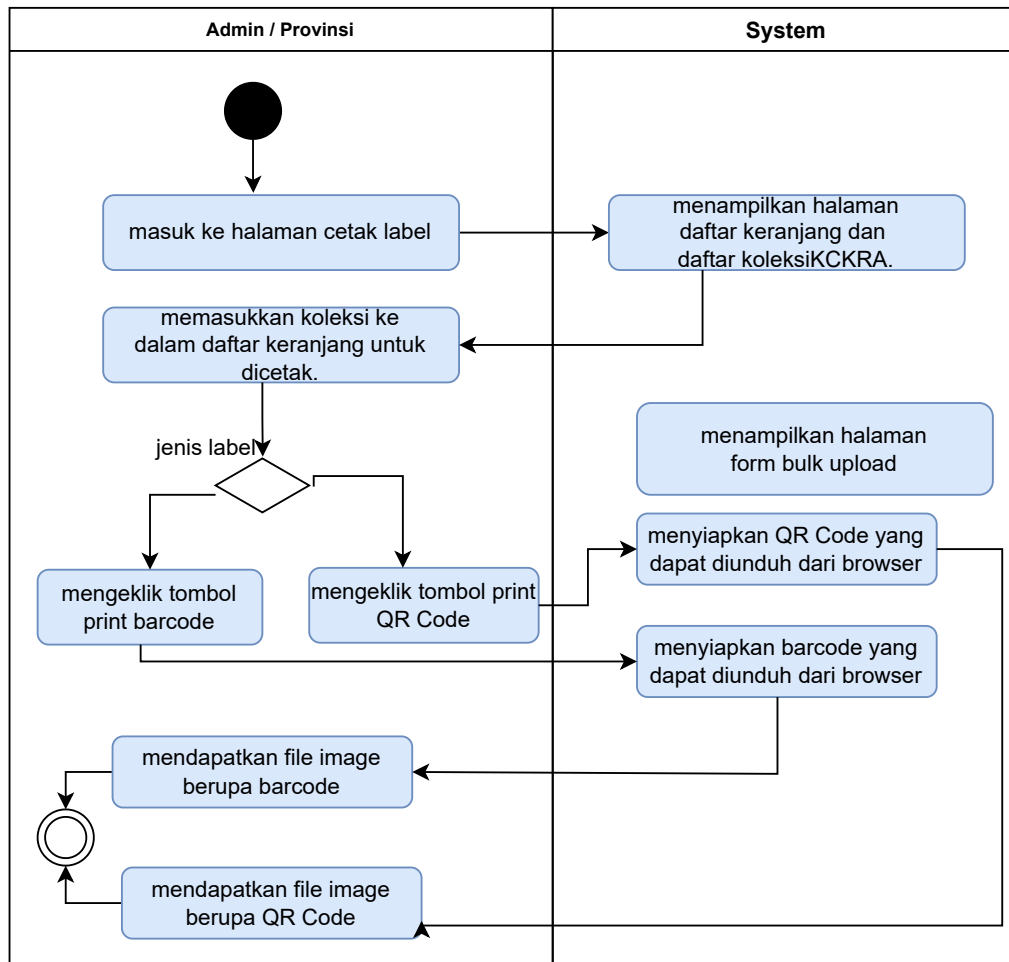 Admin / Provinsi
System
masuk ke halaman cetak label
menampilkan halaman
daftar keranjang dan
daftar koleksiKCKRA.
memasukkan koleksi ke
dalam daftar keranjang untuk
dicetak.
jenis label
menampilkan halaman
form bulk upload
mengeklik tombol
print barcode
mengeklik tombol print
QR Code
menyiapkan QR Code yang
dapat diunduh dari browser
menyiapkan barcode yang
dapat diunduh dari browser
mendapatkan file image
berupa barcode
mendapatkan file image
berupa QR Code